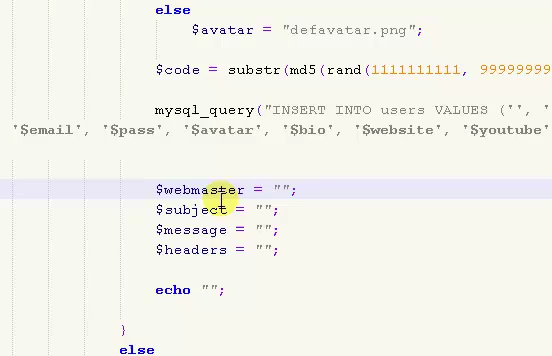 else
$avatar = "defavatar.png";
$code = substr(md5(rand(1111111111, 99999999
mysql_query("INSERT INTO users VALUES ('', '
'$email', '$pass', '$avatar', '$bio', '$website', '$youtube'
$webmaster = "";
$subject = "";
$message = "";
$headers = "";
echo "";
}
else